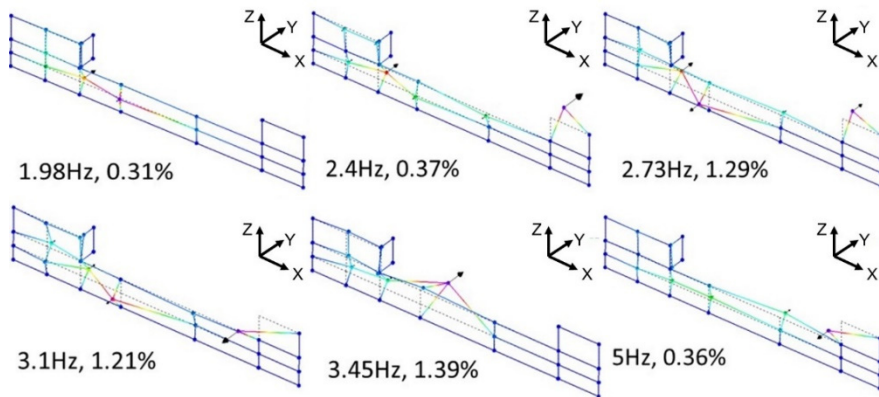 Z Y X
Z Y X
Z Y X
1.98Hz, 0.31%
2.4Hz, 0.37%
2.73Hz, 1.29%
Z Y X
Z Y X
Z Y X
3.1Hz, 1.21%
3.45Hz, 1.39%
5Hz, 0.36%